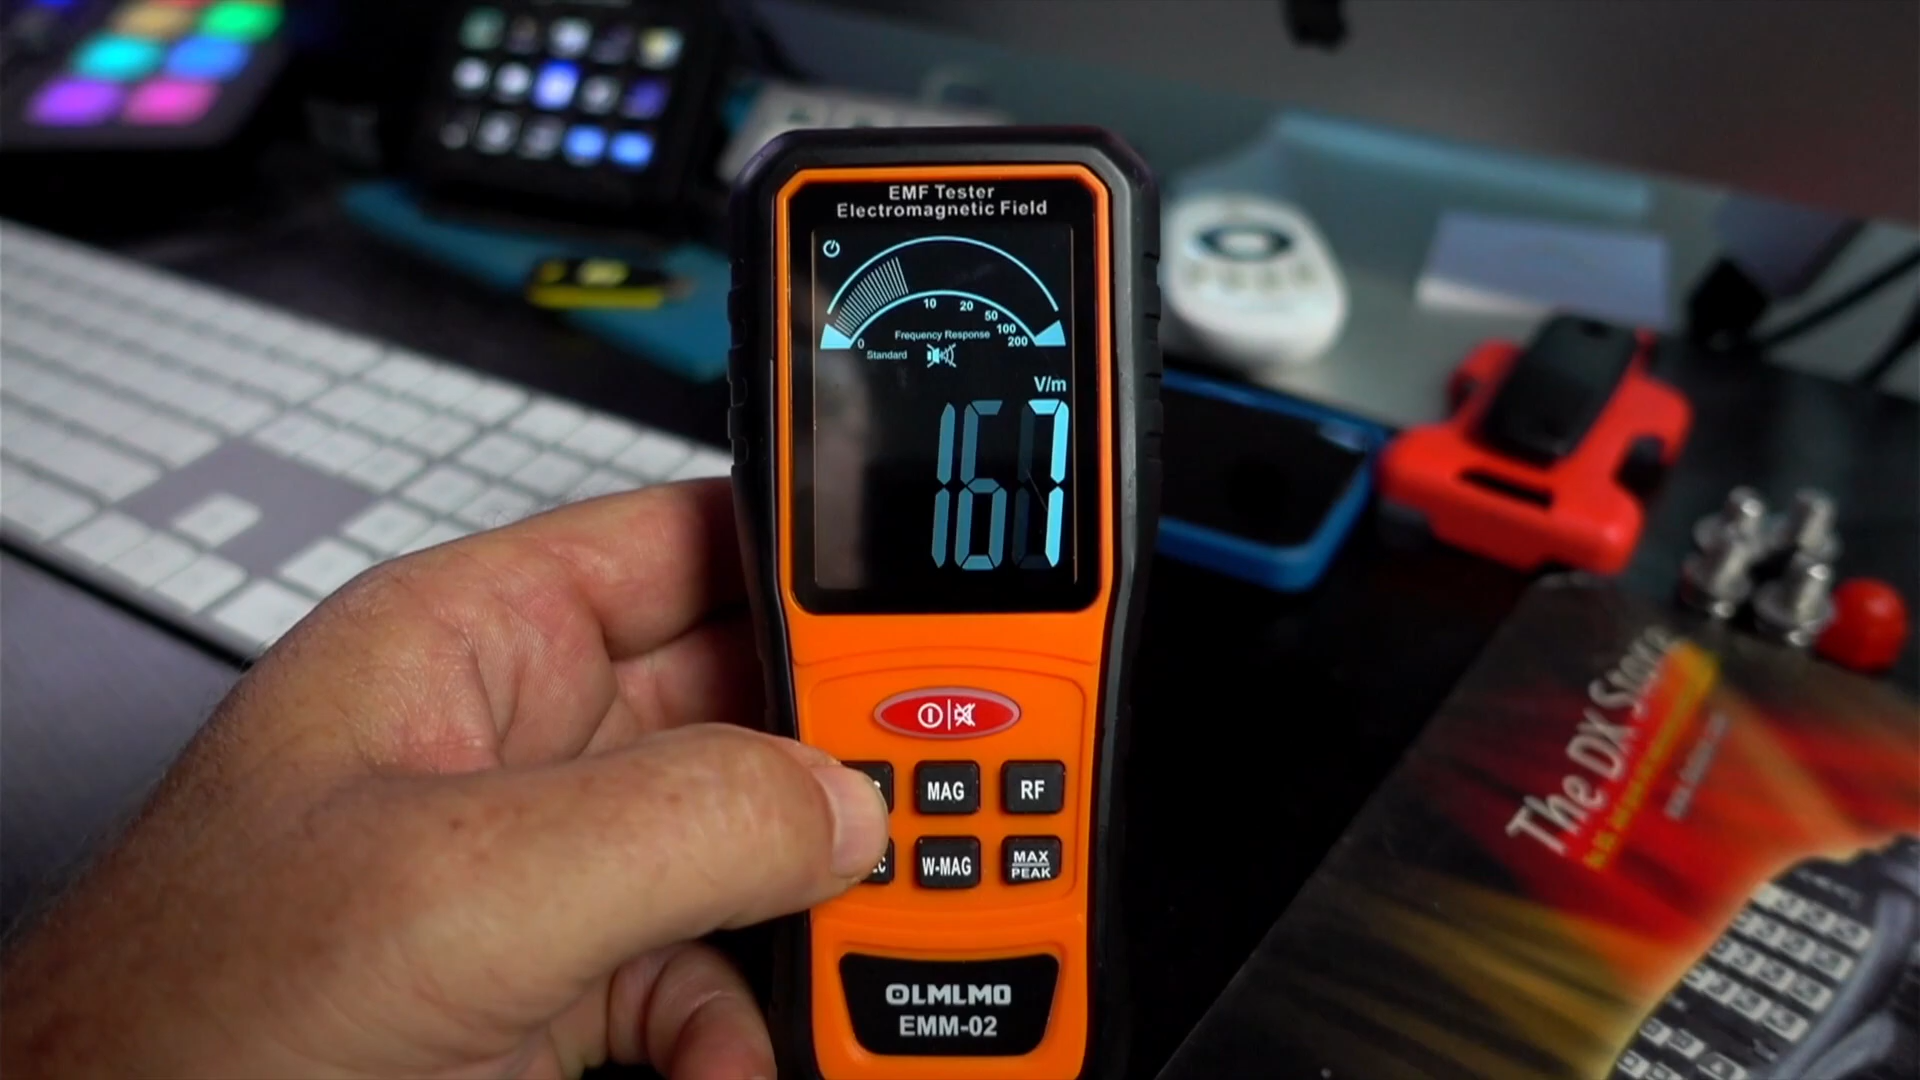 EMF Tester
Electromagnetic Field
0 10 20 50 100 200
Frequency Response
Standard
V/m
167
MAG RF
W-MAG MAX PEAK
OLMLMO
EMM-02
The DX Store